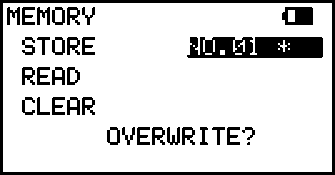 MEMORY
STORE NO.01 *
READ
CLEAR
OVERWRITE?